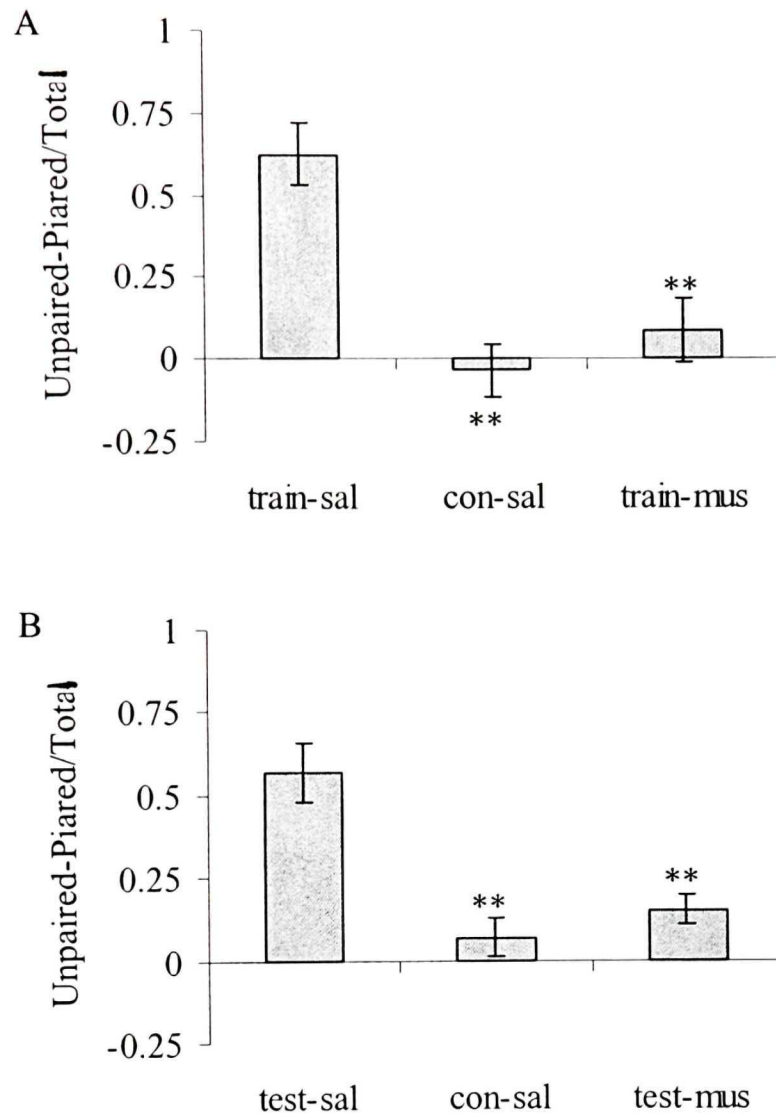 A
Unpaired-Piared/Total
1
0.75
0.5
0.25
0
-0.25
**
**
train-sal con-sal train-mus
B
Unpaired-Piared/Total
1
0.75
0.5
0.25
0
-0.25
**
**
test-sal con-sal test-mus